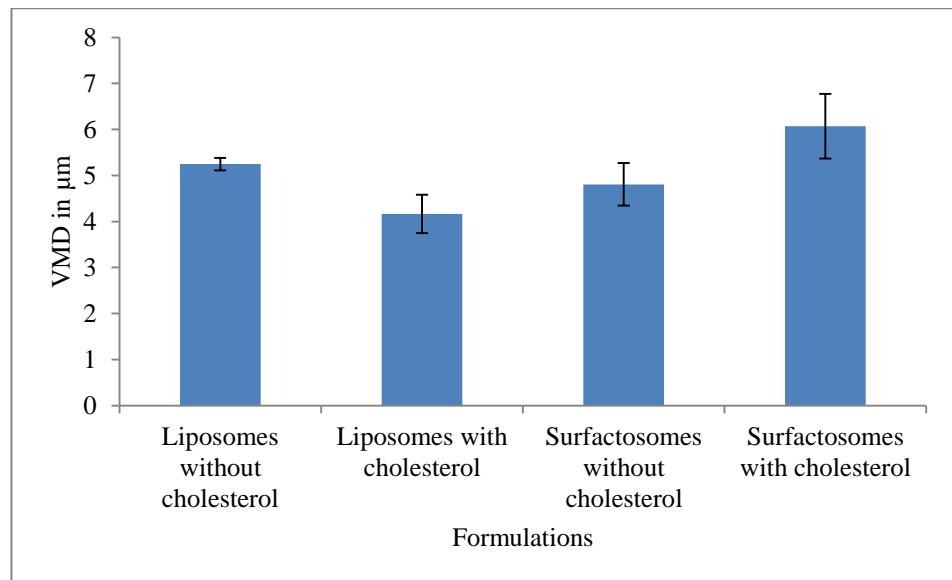 VMD in µm
8
7
6
5
4
3
2
1
0
Liposomes
without
cholesterol
Liposomes with
cholesterol
Surfactosomes
without
cholesterol
Surfactosomes
with cholesterol
Formulations